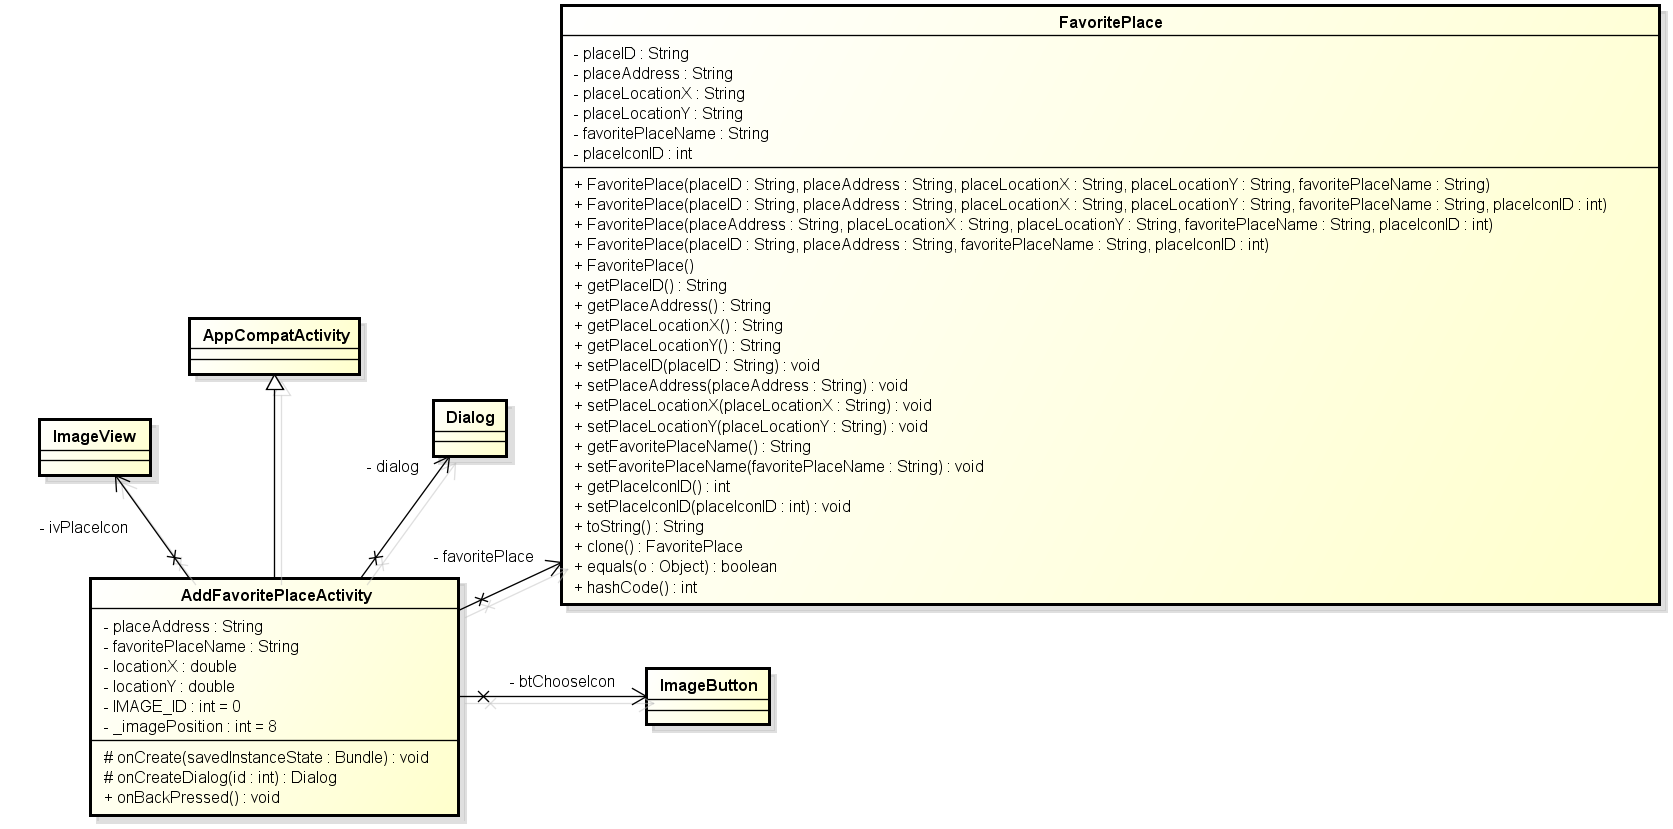 FavoritePlace
- placeID : String
- placeAddress : String
- placeLocationX : String
- placeLocationY : String
- favoritePlaceName : String
- placeIconID : int
+ FavoritePlace(placeID : String, placeAddress : String, placeLocationX : String, placeLocationY : String, favoritePlaceName : String)
+ FavoritePlace(placeID : String, placeAddress : String, placeLocationX : String, placeLocationY : String, favoritePlaceName : String, placeIconID : int)
+ FavoritePlace(placeAddress : String, placeLocationX : String, placeLocationY : String, favoritePlaceName : String, placeIconID : int)
+ FavoritePlace(placeID : String, placeAddress : String, favoritePlaceName : String, placeIconID : int)
+ FavoritePlace()
+ getPlaceID() : String
+ getPlaceAddress() : String
+ getPlaceLocationX() : String
+ getPlaceLocationY() : String
+ setPlaceID(placeID : String) : void
+ setPlaceAddress(placeAddress : String) : void
+ setPlaceLocationX(placeLocationX : String) : void
+ setPlaceLocationY(placeLocationY : String) : void
+ getFavoritePlaceName() : String
+ setFavoritePlaceName(favoritePlaceName : String) : void
+ getPlaceIconID() : int
+ setPlaceIconID(placeIconID : int) : void
+ toString() : String
+ clone() : FavoritePlace
+ equals(o : Object) : boolean
+ hashCode() : int
AppCompatActivity
ImageView
Dialog
- dialog
- ivPlaceIcon
- favoritePlace
AddFavoritePlaceActivity
- placeAddress : String
- favoritePlaceName : String
- locationX : double
- locationY : double
- IMAGE_ID : int = 0
- _imagePosition : int = 8
# onCreate(savedInstanceState : Bundle) : void
# onCreateDialog(id : int) : Dialog
+ onBackPressed() : void
- btChooseIcon
ImageButton